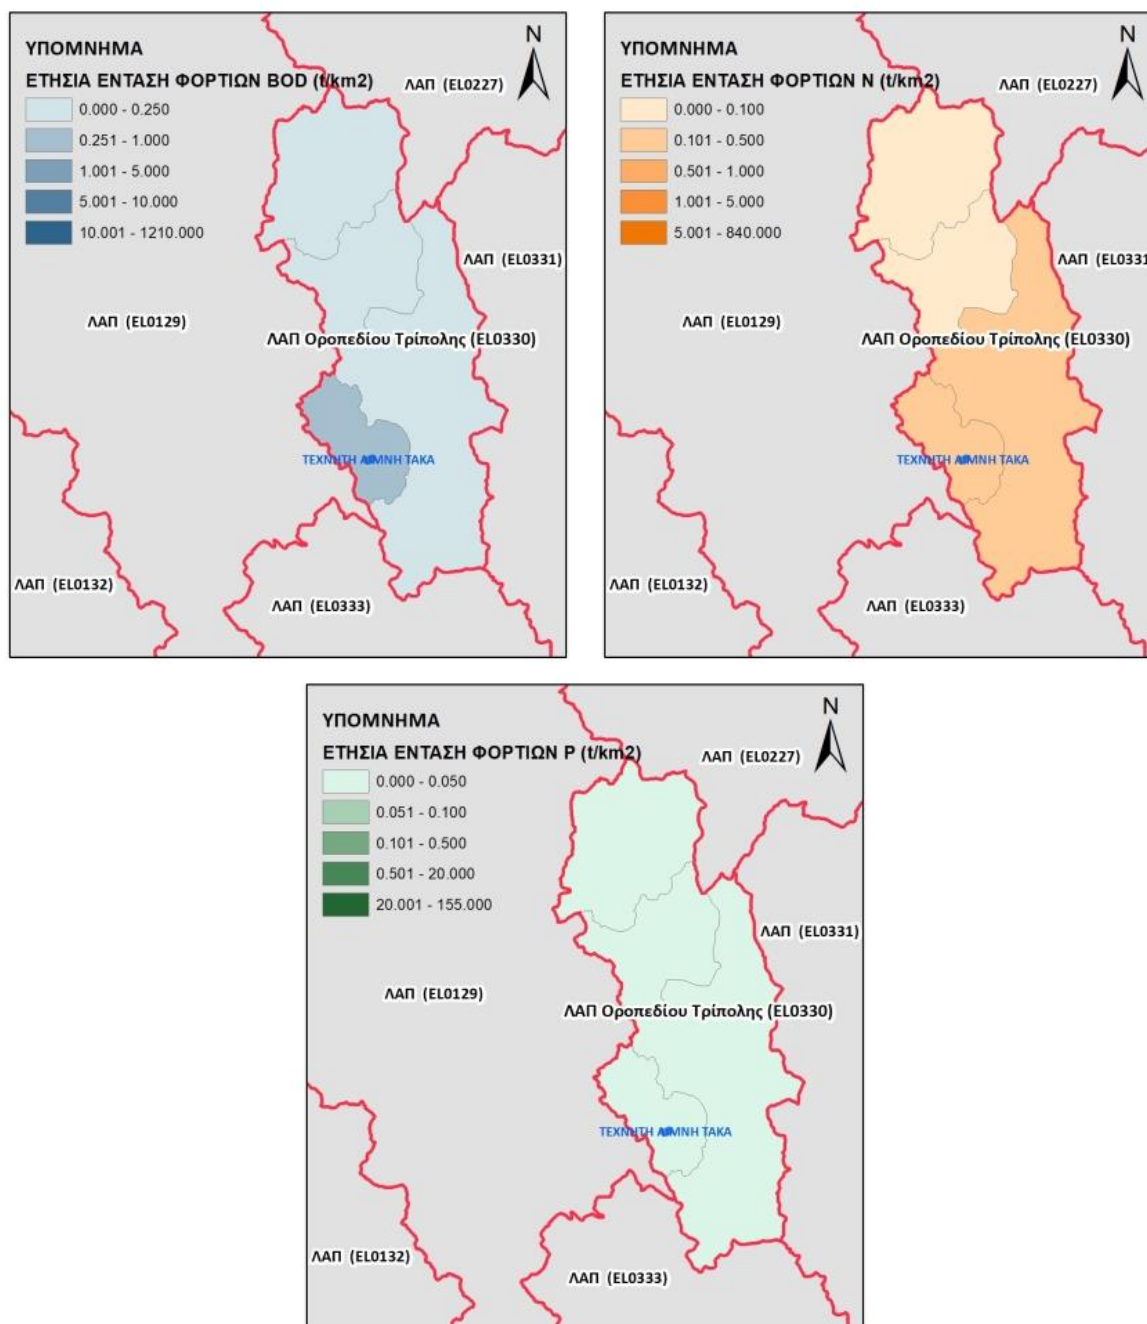 ΥΠΟΜΝΗΜΑ
ΕΤΗΣΙΑ ΕΝΤΑΣΗ ΦΟΡΤΙΩΝ BOD (t/km2)
0.000 - 0.250
0.251 - 1.000
1.001 - 5.000
5.001 - 10.000
10.001 - 1210.000
N
ΛΑΠ (EL0227)
ΛΑΠ (EL0331)
ΛΑΠ (EL0129)
ΛΑΠ Οροπεδίου Τρίπολης (EL0330)
ΤΕΧΝΗΤΗ ΛΙΜΝΗ ΤΑΚΑ
ΛΑΠ (EL0132)
ΛΑΠ (EL0333)
ΥΠΟΜΝΗΜΑ
ΕΤΗΣΙΑ ΕΝΤΑΣΗ ΦΟΡΤΙΩΝ N (t/km2)
0.000 - 0.100
0.101 - 0.500
0.501 - 1.000
1.001 - 5.000
5.001 - 840.000
N
ΛΑΠ (EL0227)
ΛΑΠ (EL0331
ΛΑΠ (EL0129)
ΛΑΠ Οροπεδίου Τρίπολης (EL0330)
ΤΕΧΝΗΤΗ ΛΙΜΝΗ ΤΑΚΑ
ΛΑΠ (EL0132)
ΛΑΠ (EL0333)
ΥΠΟΜΝΗΜΑ
ΕΤΗΣΙΑ ΕΝΤΑΣΗ ΦΟΡΤΙΩΝ P (t/km2)
0.000 - 0.050
0.051 - 0.100
0.101 - 0.500
0.501 - 20.000
20.001 - 155.000
N
ΛΑΠ (EL0227)
ΛΑΠ (EL0331)
ΛΑΠ (EL0129)
ΛΑΠ Οροπεδίου Τρίπολης (EL0330)
ΤΕΧΝΗΤΗ ΛΙΜΝΗ ΤΑΚΑ
ΛΑΠ (EL0132)
ΛΑΠ (EL0333)